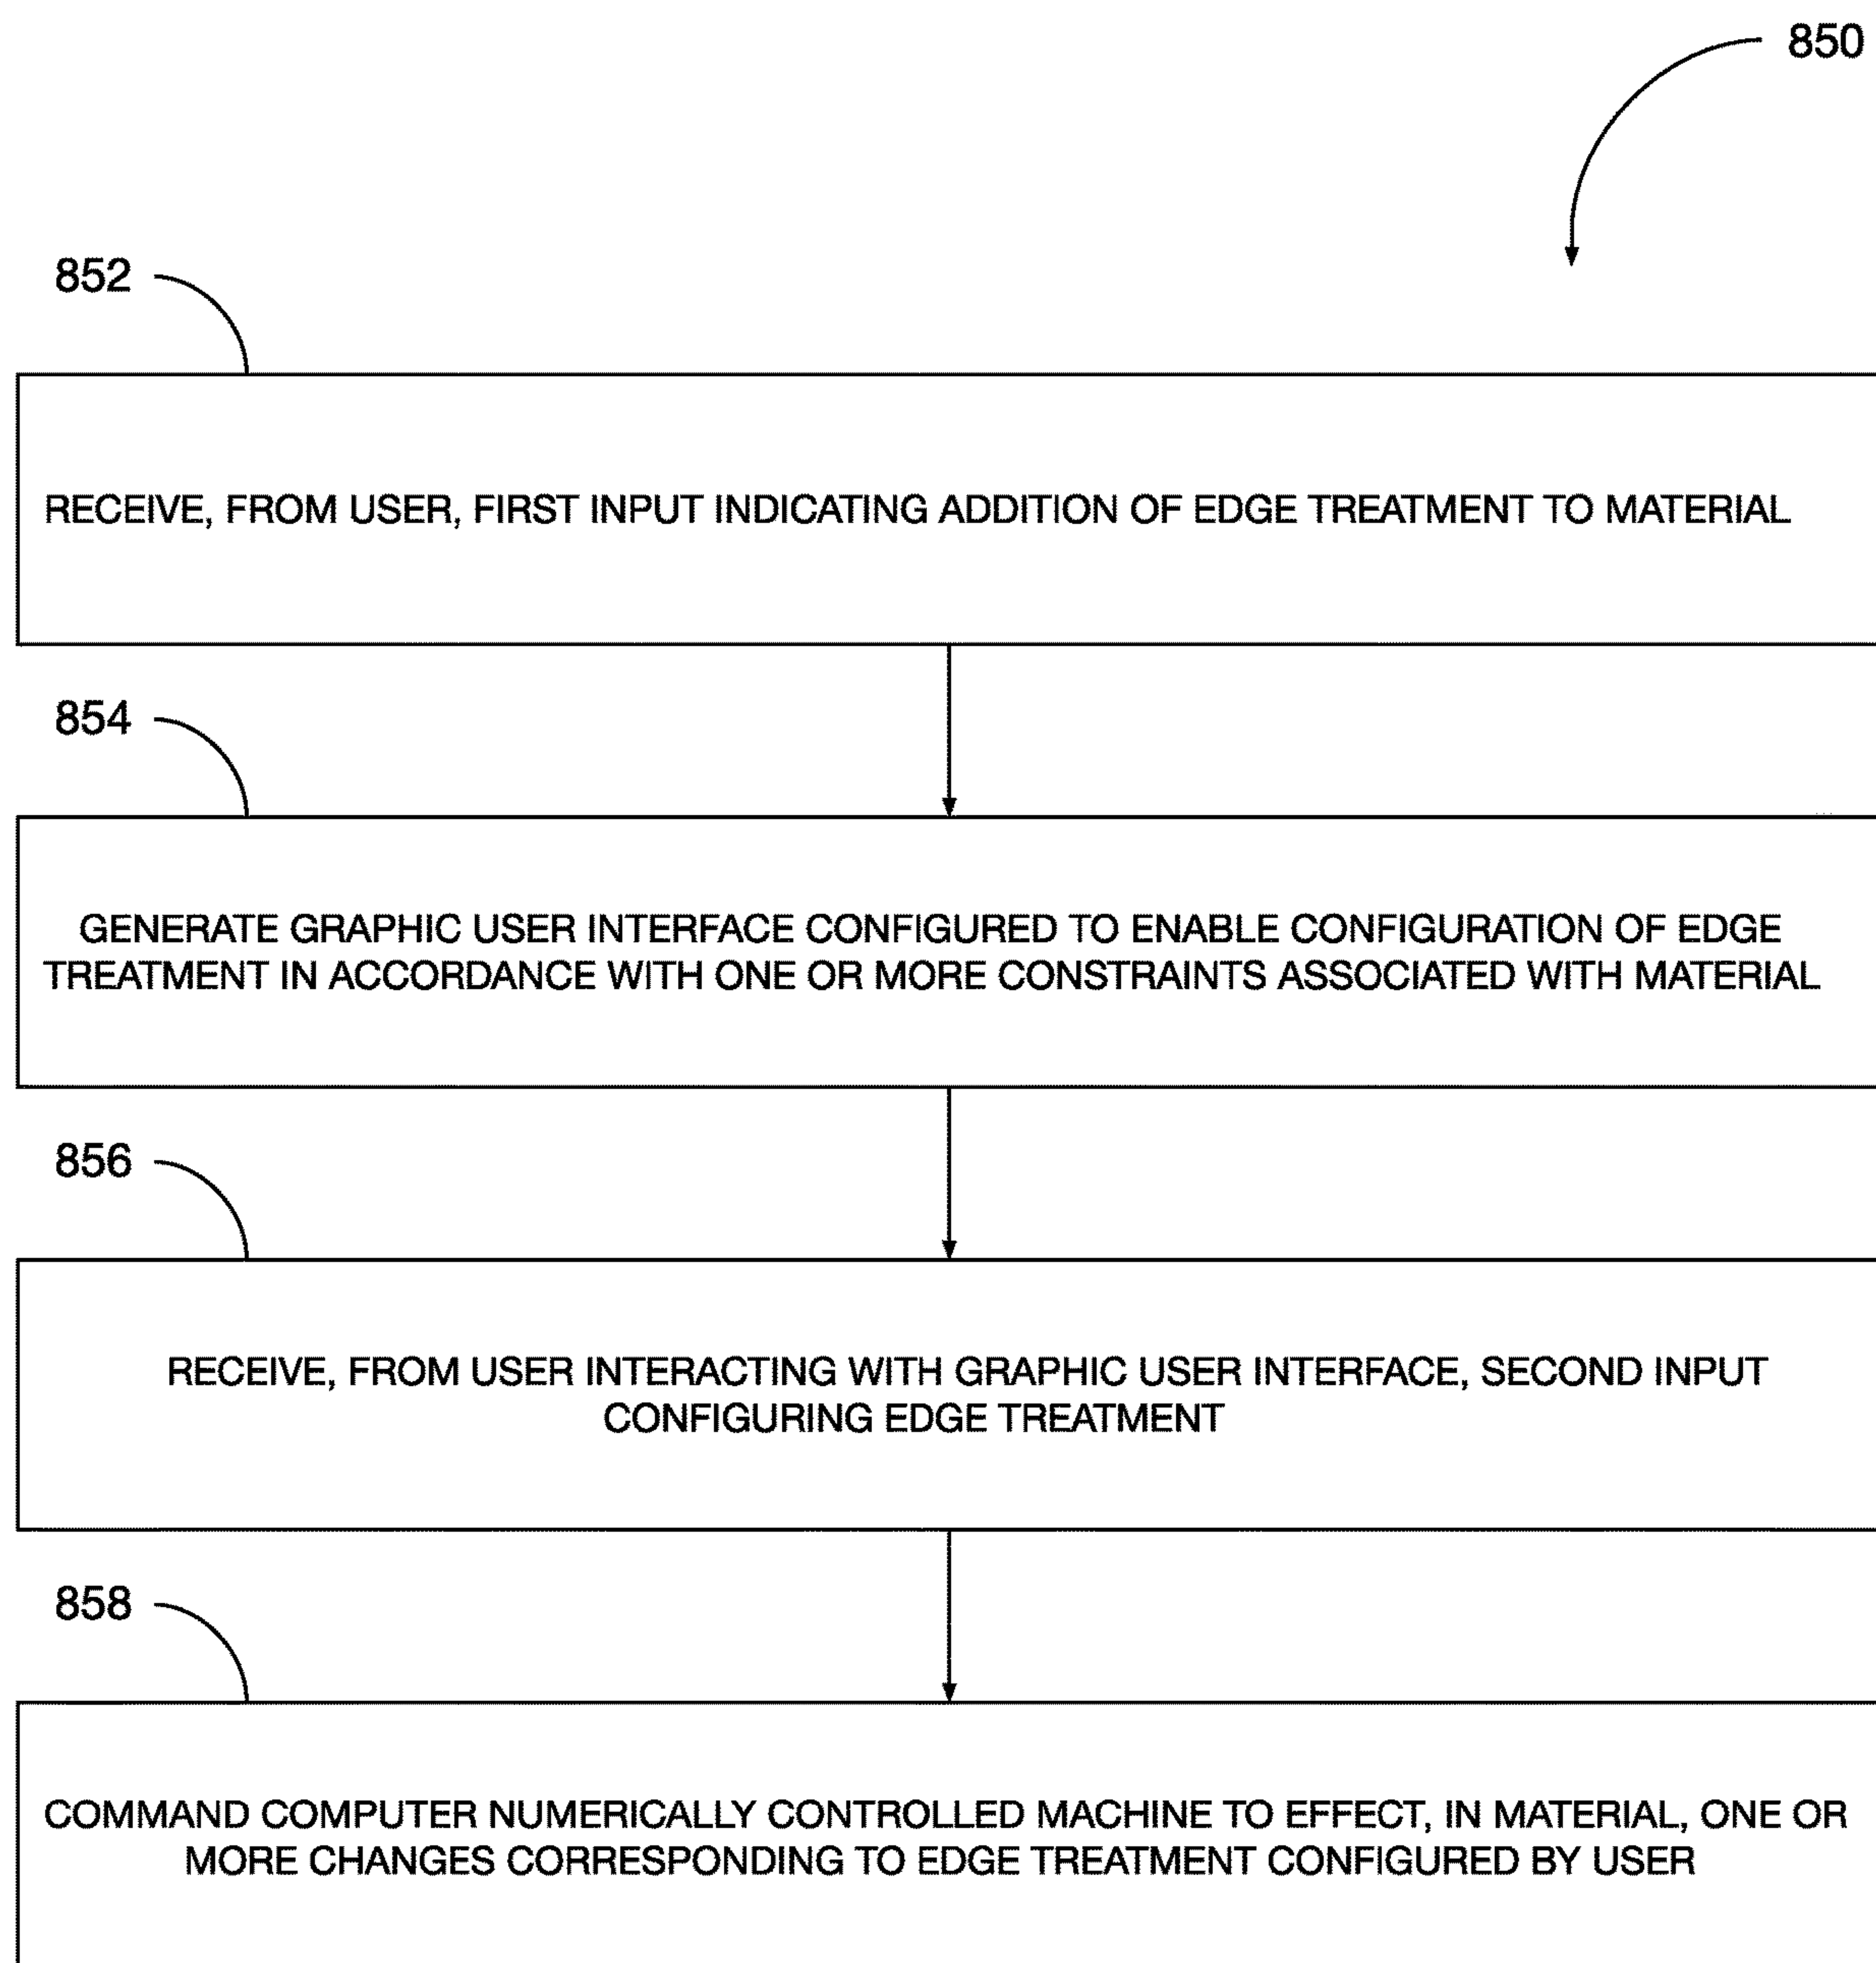 850
852
RECEIVE, FROM USER, FIRST INPUT INDICATING ADDITION OF EDGE TREATMENT TO MATERIAL
854
GENERATE GRAPHIC USER INTERFACE CONFIGURED TO ENABLE CONFIGURATION OF EDGE
TREATMENT IN ACCORDANCE WITH ONE OR MORE CONSTRAINTS ASSOCIATED WITH MATERIAL
856
RECEIVE, FROM USER INTERACTING WITH GRAPHIC USER INTERFACE, SECOND INPUT
CONFIGURING EDGE TREATMENT
858
COMMAND COMPUTER NUMERICALLY CONTROLLED MACHINE TO EFFECT, IN MATERIAL, ONE OR
MORE CHANGES CORRESPONDING TO EDGE TREATMENT CONFIGURED BY USER